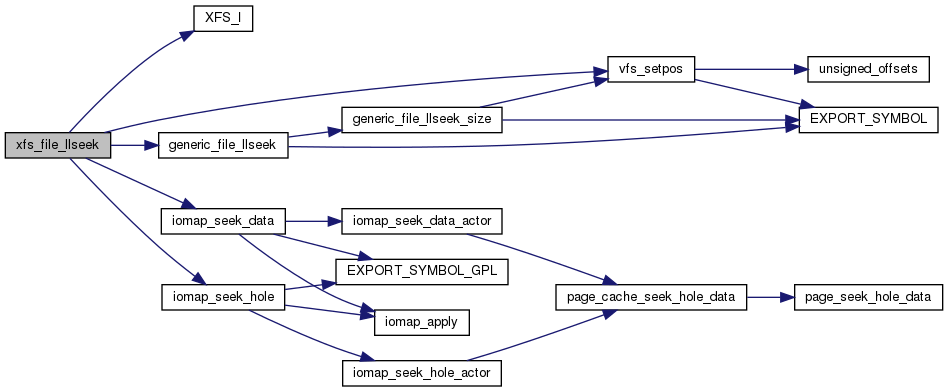 XFS_I
vfs_setpos
unsigned_offsets
generic_file_llseek_size
EXPORT_SYMBOL
xfs_file_llseek
generic_file_llseek
iomap_seek_data
iomap_seek_data_actor
EXPORT_SYMBOL_GPL
iomap_seek_hole
page_cache_seek_hole_data
page_seek_hole_data
iomap_apply
iomap_seek_hole_actor